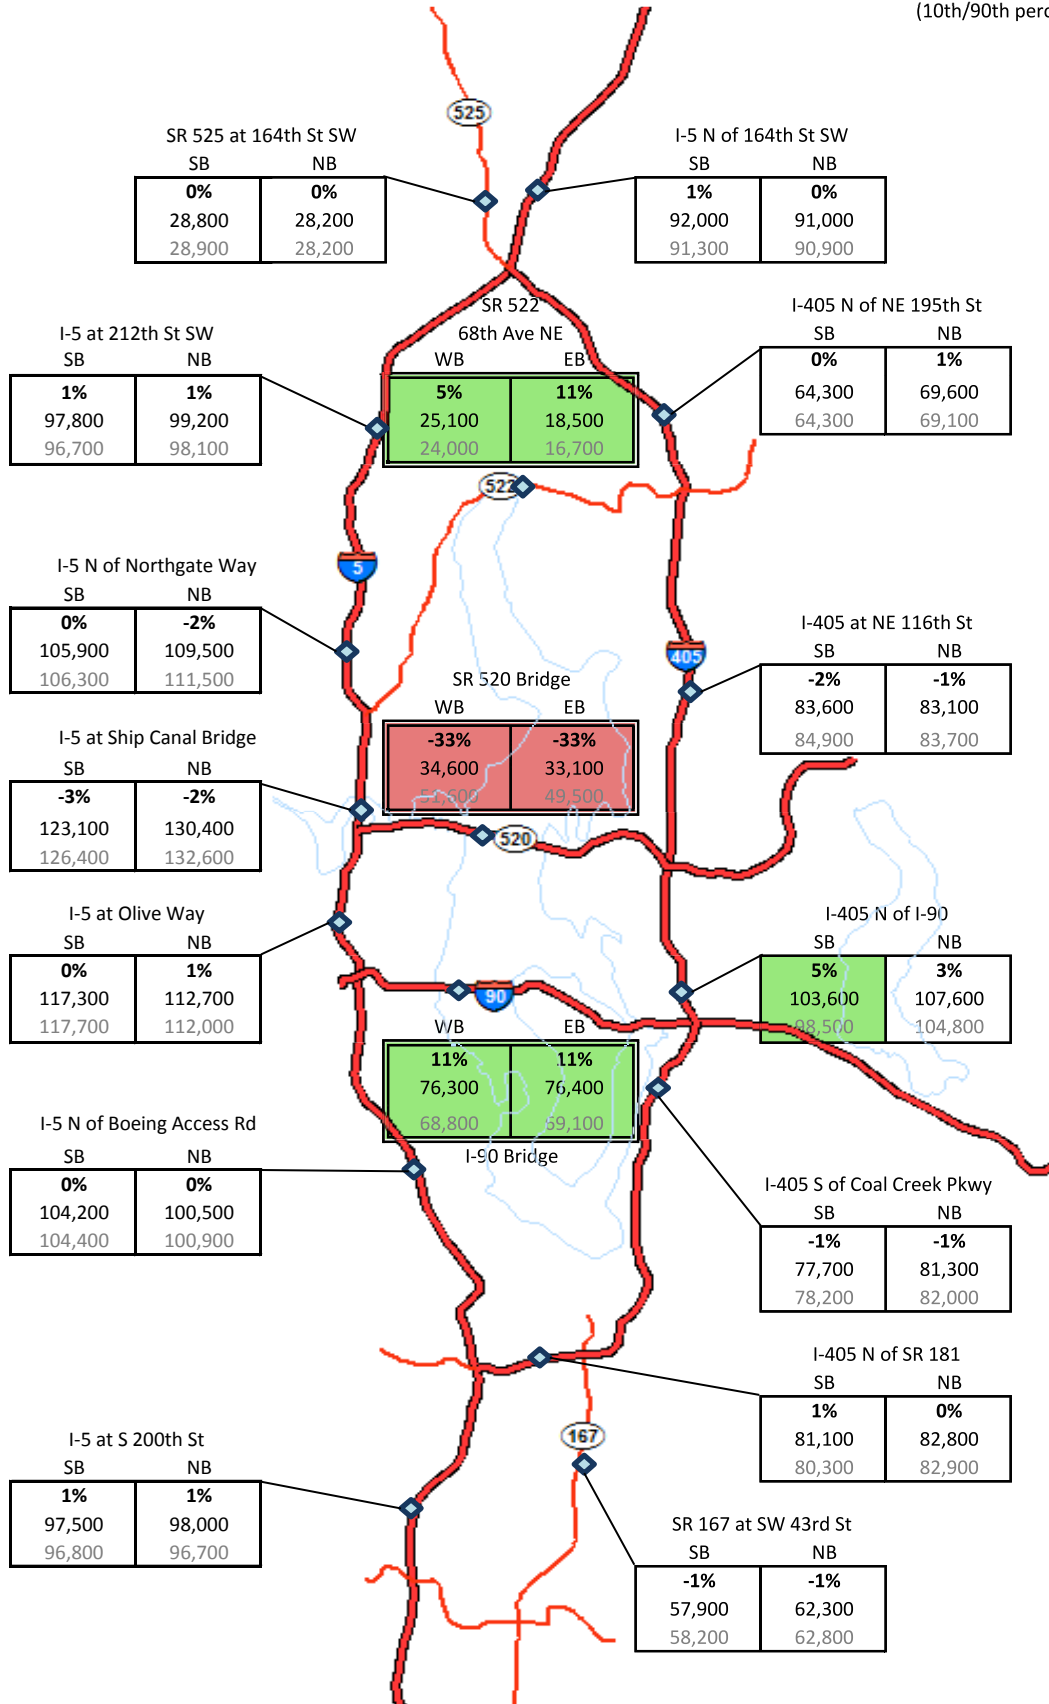 (10th/90th perc
525
SR 525 at 164th St SW
SB NB
0% 0%
28,800 28,200
28,900 28,200
I-5 N of 164th St SW
SB NB
1% 0%
92,000 91,000
91,300 90,900
I-5 at 212th St SW
SB NB
1% 1%
97,800 99,200
96,700 98,100
SR 522
68th Ave NE
WB EB
5% 11%
25,100 18,500
24,000 16,700
I-405 N of NE 195th St
SB NB
0% 1%
64,300 69,600
64,300 69,100
522
5
I-5 N of Northgate Way
SB NB
0% -2%
105,900 109,500
106,300 111,500
405
I-405 at NE 116th St
SB NB
-2% -1%
83,600 83,100
84,900 83,700
SR 520 Bridge
WB EB
-33% -33%
34,600 33,100
51,600 49,500
I-5 at Ship Canal Bridge
SB NB
-3% -2%
123,100 130,400
126,400 132,600
520
I-5 at Olive Way
SB NB
0% 1%
117,300 112,700
117,700 112,000
I-405 N of I-90
SB NB
5% 3%
103,600 107,600
98,500 104,800
90
WB EB
11% 11%
76,300 76,400
68,800 69,100
I-90 Bridge
I-5 N of Boeing Access Rd
SB NB
0% 0%
104,200 100,500
104,400 100,900
I-405 S of Coal Creek Pkwy
SB NB
-1% -1%
77,700 81,300
78,200 82,000
I-405 N of SR 181
SB NB
1% 0%
81,100 82,800
80,300 82,900
167
I-5 at S 200th St
SB NB
1% 1%
97,500 98,000
96,800 96,700
SR 167 at SW 43rd St
SB NB
-1% -1%
57,900 62,300
58,200 62,800